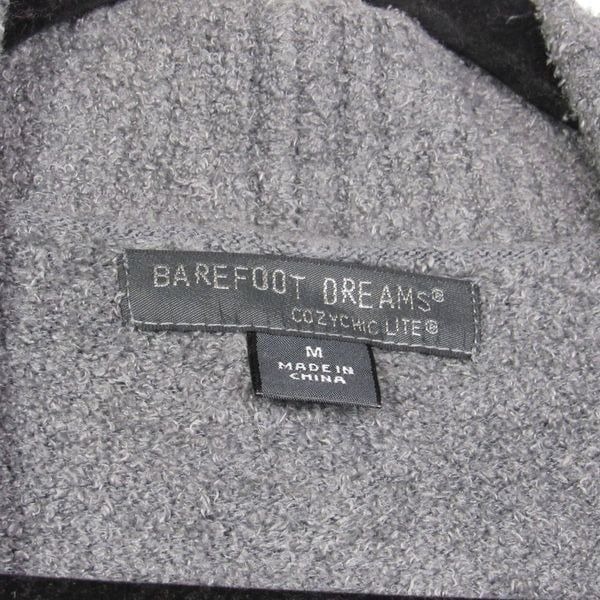 BAREFOOT DREAMS®
COZYCHIC LITE®
M
MADE IN
CHINA